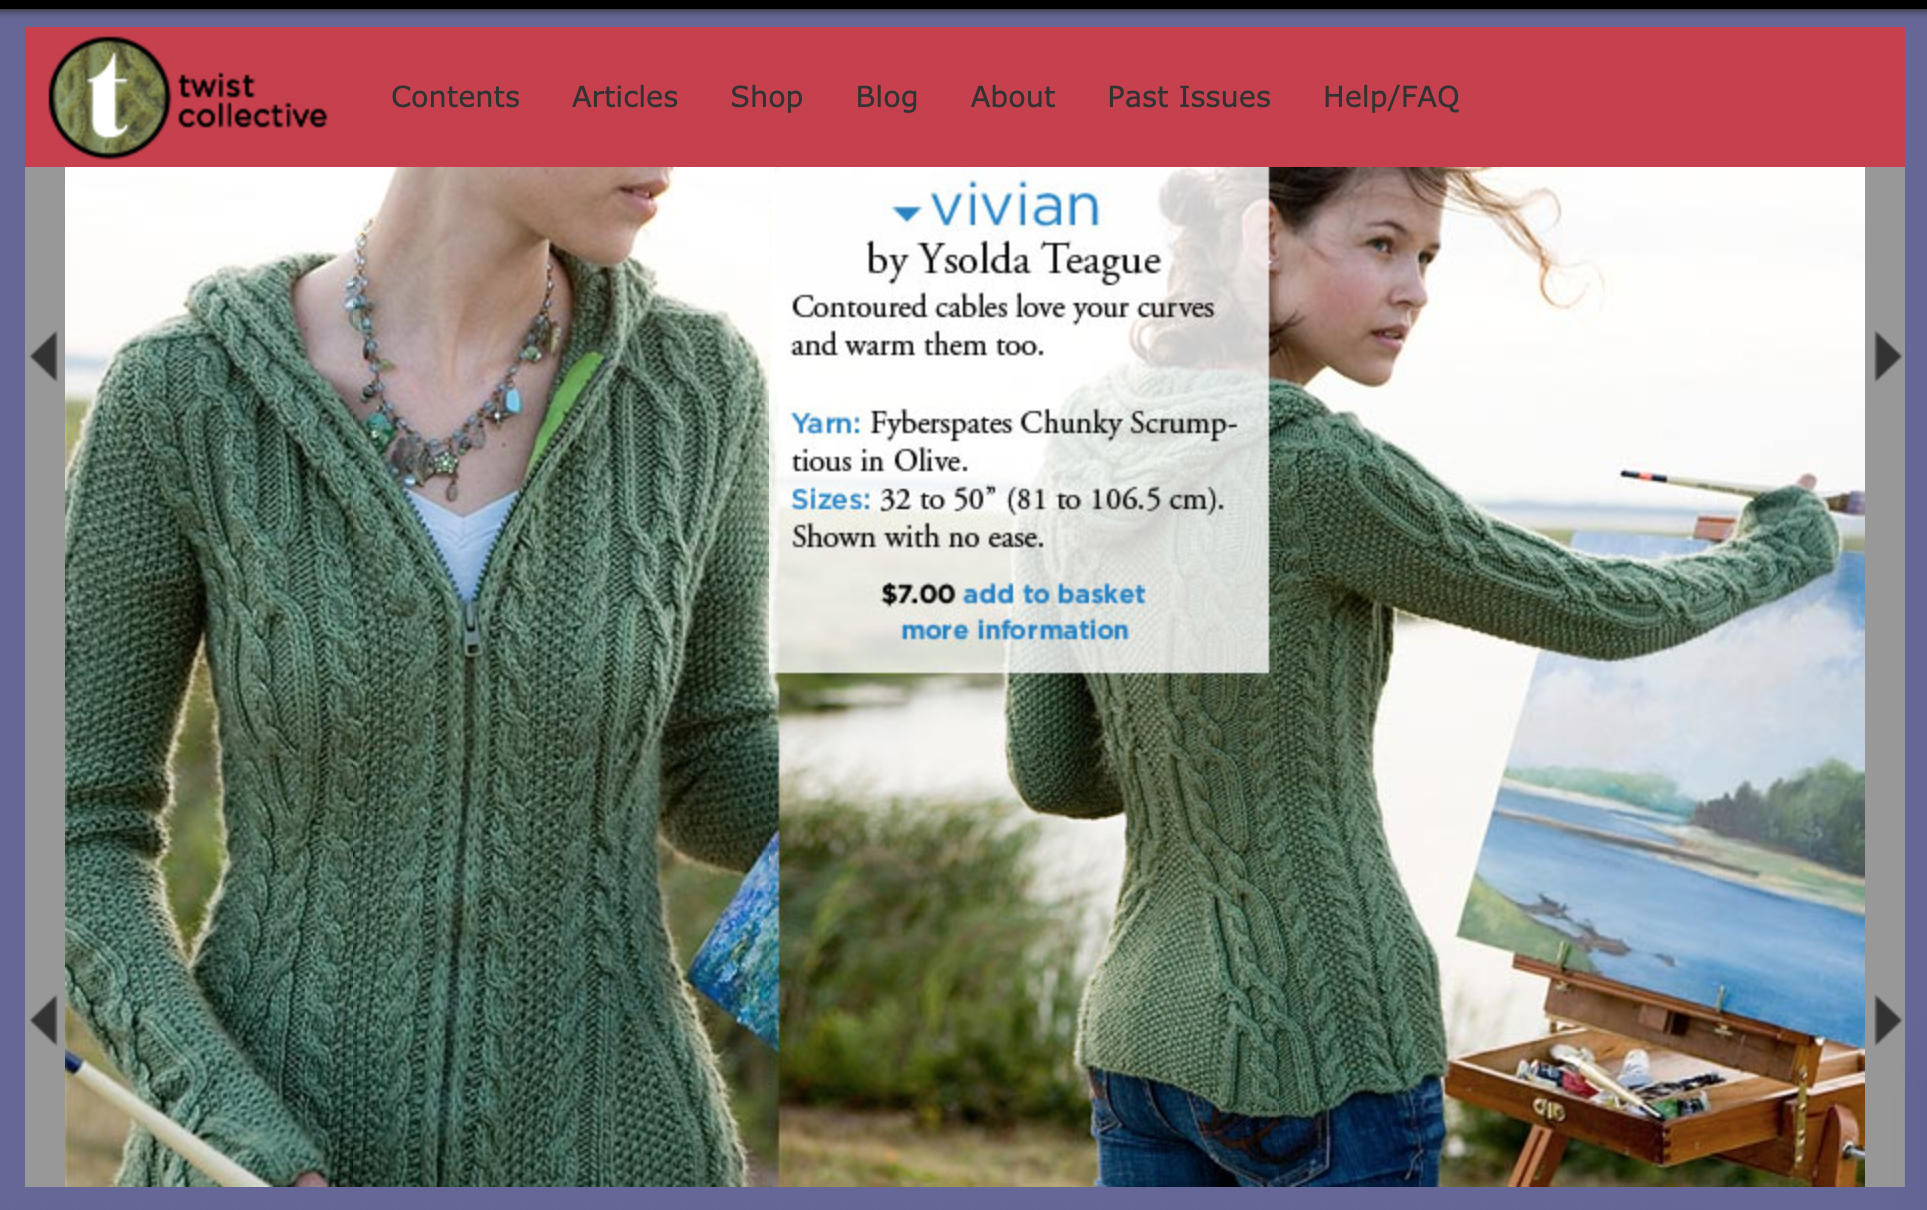 t
twist
collective
Contents Articles Shop Blog About Past Issues Help/FAQ
vivian
by Ysolda Teague
Contoured cables love your curves
and warm them too.
Yarn: Fyberspates Chunky Scrump-
tious in Olive.
Sizes: 32 to 50” (81 to 106.5 cm).
Shown with no ease.
$7.00 add to basket
more information